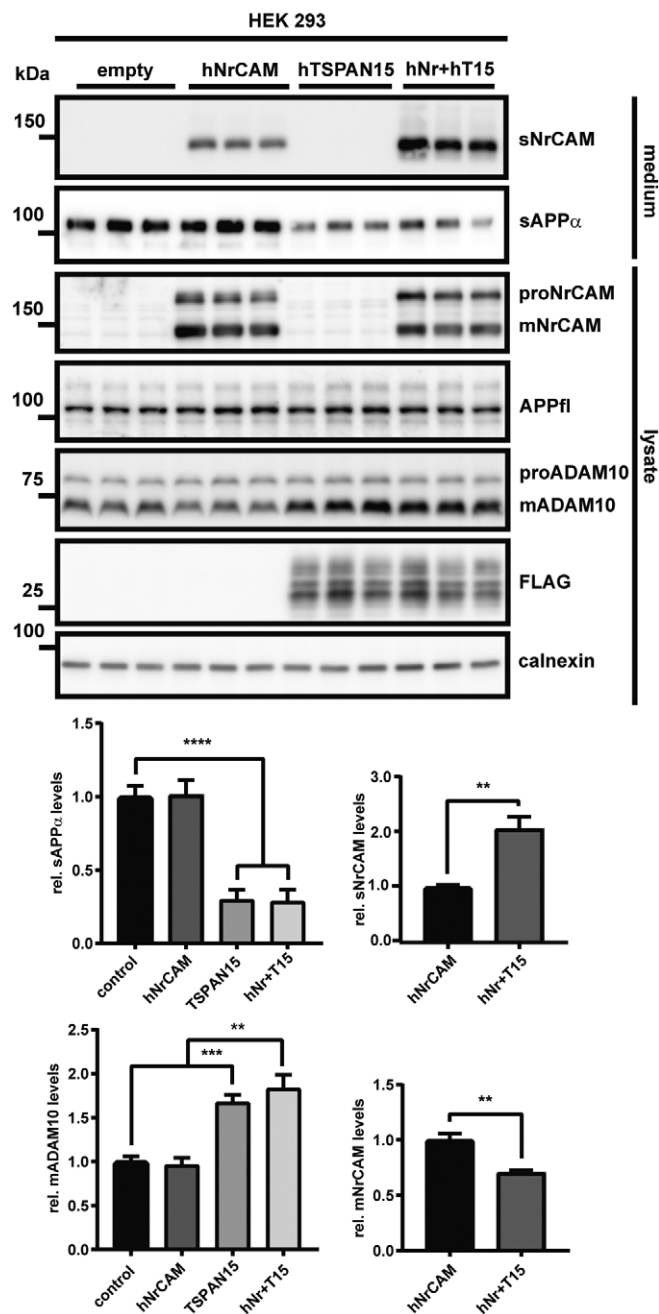 HEK 293
kDa
empty hNrCAM hTSPAN15 hNr+hT15
150 sNrCAM
100 sAPPα
medium
proNrCAM
150 mNrCAM
100 APPfl
75 proADAM10
mADAM10
FLAG
25
100 calnexin
lysate
rel. sAPPα levels
1.5
1.0
0.5
0.0
****
control hNrCAM TSPAN15 hNr+T15
rel. sNrCAM levels
3.0
2.0
1.0
0.0
**
hNrCAM hNr+T15
rel. mADAM10 levels
2.5
2.0
1.5
1.0
0.5
0.0
***
**
control hNrCAM TSPAN15 hNr+T15
rel. mNrCAM levels
1.5
1.0
0.5
0.0
**
hNrCAM hNr+T15